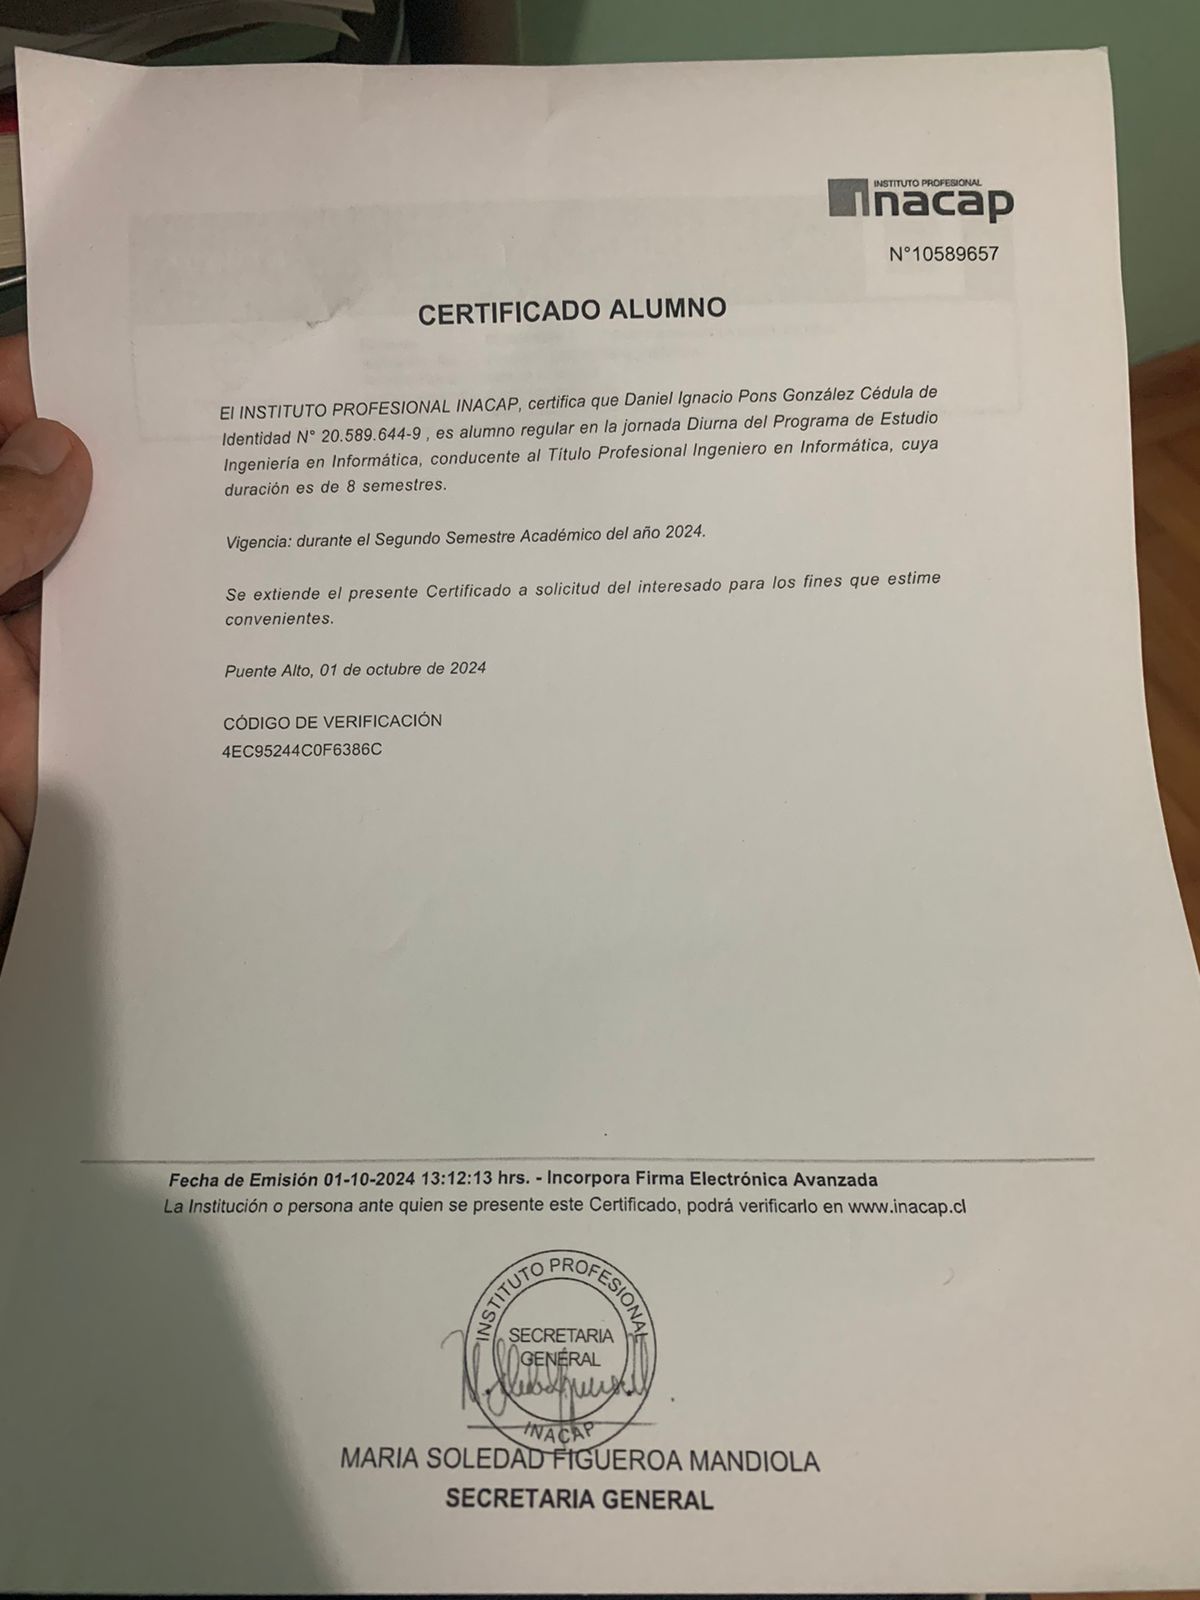 INSTITUTO PROFESIONAL
Inacap
N°10589657
CERTIFICADO ALUMNO
El INSTITUTO PROFESIONAL INACAP, certifica que Daniel Ignacio Pons González Cédula de
Identidad N° 20.589.644-9 , es alumno regular en la jornada Diurna del Programa de Estudio
Ingeniería en Informática, conducente al Título Profesional Ingeniero en Informática, cuya
duración es de 8 semestres.
Vigencia: durante el Segundo Semestre Académico del año 2024.
Se extiende el presente Certificado a solicitud del interesado para los fines que estime
convenientes.
Puente Alto, 01 de octubre de 2024
CÓDIGO DE VERIFICACIÓN
4EC95244C0F6386C
Fecha de Emisión 01-10-2024 13:12:13 hrs. - Incorpora Firma Electrónica Avanzada
La Institución o persona ante quien se presente este Certificado, podrá verificarlo en www.inacap.cl
INSTITUTO PROFESIONAL
SECRETARIA
GENERAL
INACAP
MARIA SOLEDAD FIGUEROA MANDIOLA
SECRETARIA GENERAL